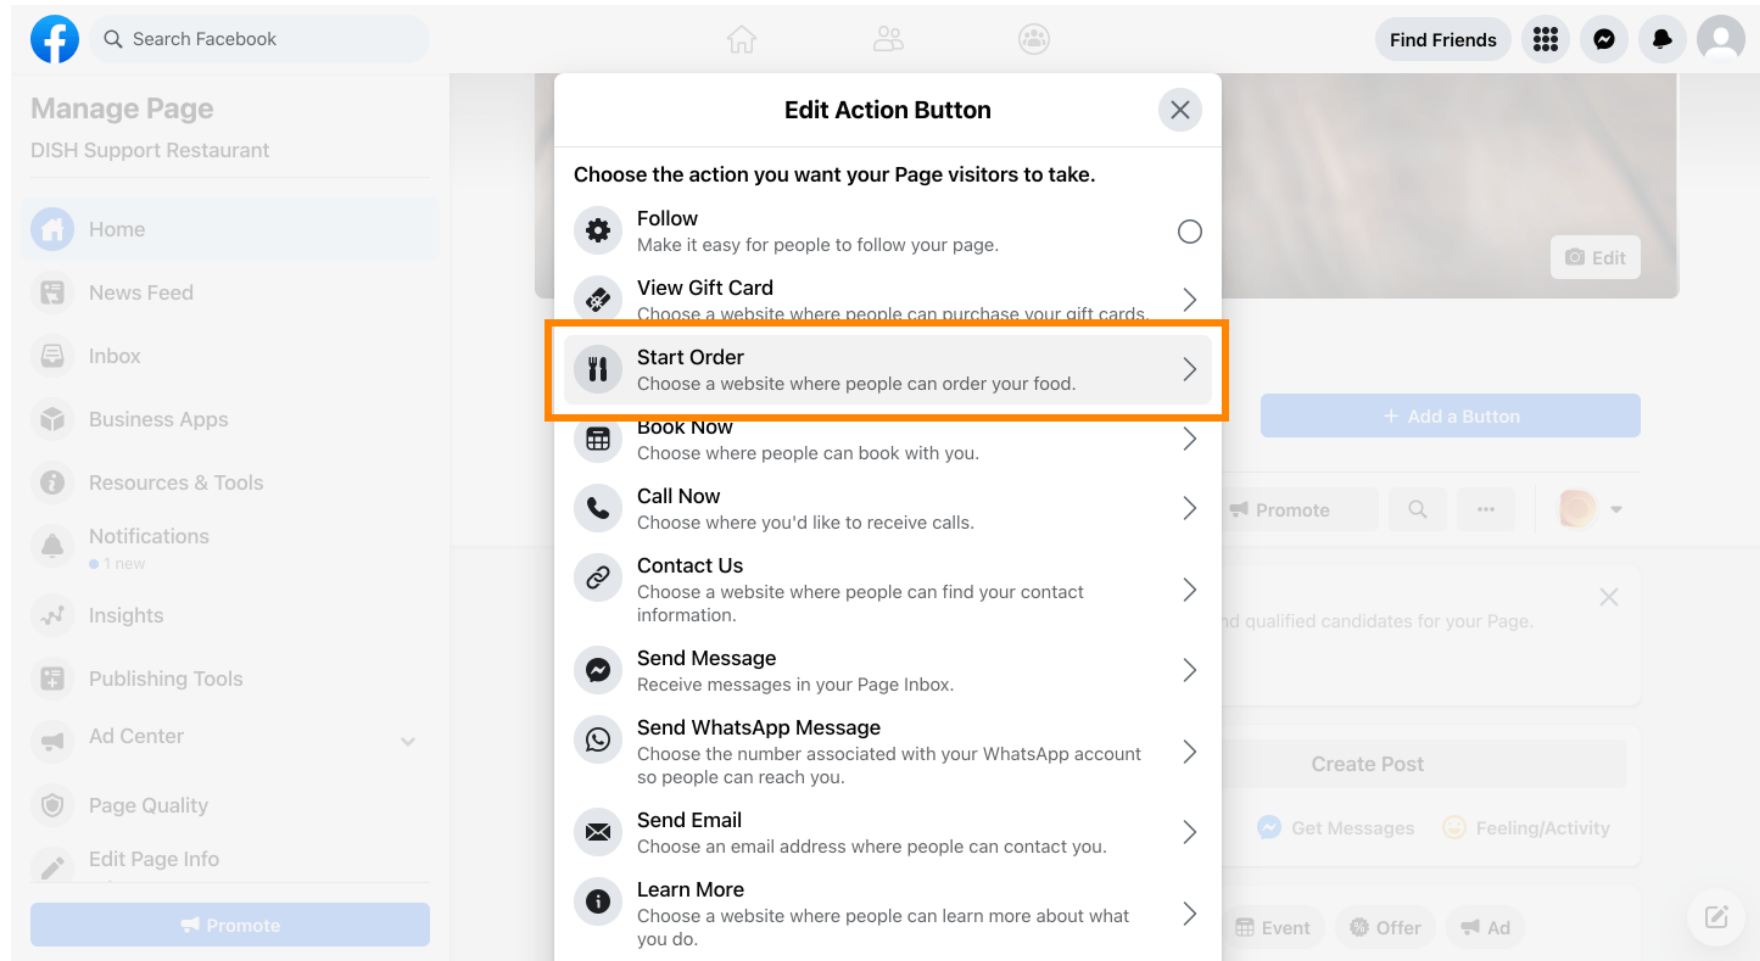 Search Facebook
Find Friends
Manage Page
DISH Support Restaurant
Home
News Feed
Inbox
Business Apps
Resources & Tools
Notifications
1 new
Insights
Publishing Tools
Ad Center
Page Quality
Edit Page Info
Promote
Edit Action Button
Choose the action you want your Page visitors to take.
Follow
Make it easy for people to follow your page.
View Gift Card
Choose a website where people can purchase your gift cards.
Start Order
Choose a website where people can order your food.
Book Now
Choose where people can book with you.
Call Now
Choose where you'd like to receive calls.
Contact Us
Choose a website where people can find your contact
information.
Send Message
Receive messages in your Page Inbox.
Send WhatsApp Message
Choose the number associated with your WhatsApp account
so people can reach you.
Send Email
Choose an email address where people can contact you.
Learn More
Choose a website where people can learn more about what
you do.
Edit
+ Add a Button
Promote
qualified candidates for your Page.
Create Post
Get Messages
Feeling/Activity
Event
Offer
Ad